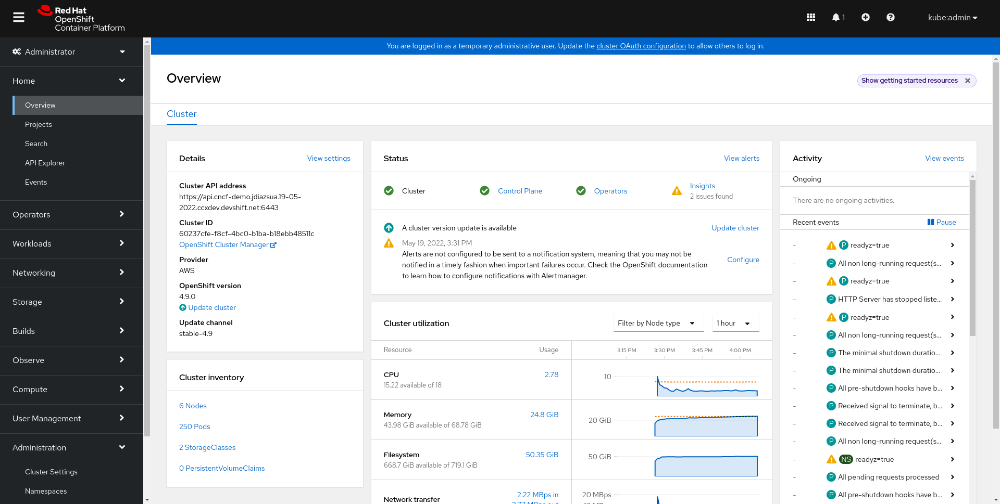 Red Hat
OpenShift
Container Platform
1
kube:admin
Administrator
Home
Overview
Projects
Search
API Explorer
Events
Operators
Workloads
Networking
Storage
Builds
Observe
Compute
User Management
Administration
Cluster Settings
Namespaces
You are logged in as a temporary administrative user. Update the cluster OAuth configuration to allow others to log in.
Overview
Show getting started resources
Cluster
Details
View settings
Cluster API address
https://api.cncf-demo.jdiazsua.19-05-
2022.ccxdev.devshift.net:6443
Cluster ID
60237cfe-f8cf-4bc0-b1ba-b18ebb48511c
OpenShift Cluster Manager
Provider
AWS
OpenShift version
4.9.0
Update cluster
Update channel
stable-4.9
Cluster inventory
6 Nodes
250 Pods
2 StorageClasses
0 PersistentVolumeClaims
Status
View alerts
Cluster
Control Plane
Operators
Insights
2 issues found
A cluster version update is available
Update cluster
May 19, 2022, 3:31 PM
Alerts are not configured to be sent to a notification system, meaning that you may not be
notified in a timely fashion when important failures occur. Check the OpenShift documentation
to learn how to configure notifications with Alertmanager.
Configure
Cluster utilization
Filter by Node type
1 hour
Resource
Usage
3:15 PM
3:30 PM
3:45 PM
4:00 PM
CPU
2.78
15.22 available of 18
10
Memory
24.8 GiB
43.98 GiB available of 68.78 GiB
20 GiB
Filesystem
50.35 GiB
668.7 GiB available of 719.1 GiB
50 GiB
Network transfer
2.22 MBps in
20 MBps
Activity
View events
Ongoing
There are no ongoing activities.
Recent events
Pause
- P readyz=true
- P All non long-running request(s...
- P readyz=true
- P HTTP Server has stopped liste...
- P readyz=true
- P All non long-running request(s...
- P The minimal shutdown duratio...
- P The minimal shutdown duratio...
- P All pre-shutdown hooks have b...
- P Received signal to terminate, b...
- P Received signal to terminate, b...
- P All non long-running request(s...
- NS readyz=true
- P All pending requests processed
- P All pre-shutdown hooks have b...